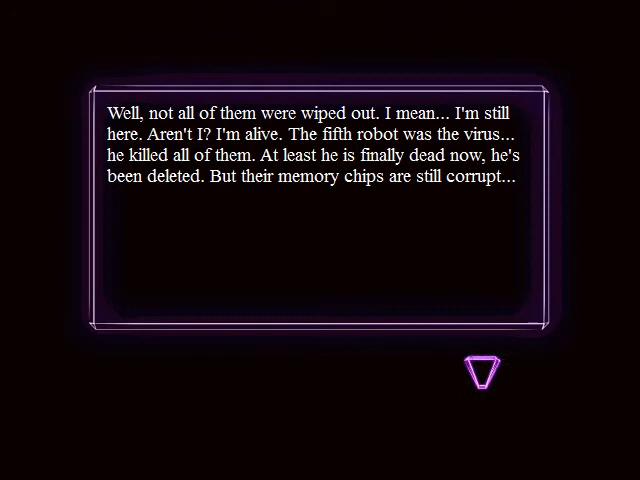 Well, not all of them were wiped out. I mean... I'm still
here. Aren't I? I'm alive. The fifth robot was the virus...
he killed all of them. At least he is finally dead now, he's
been deleted. But their memory chips are still corrupt...